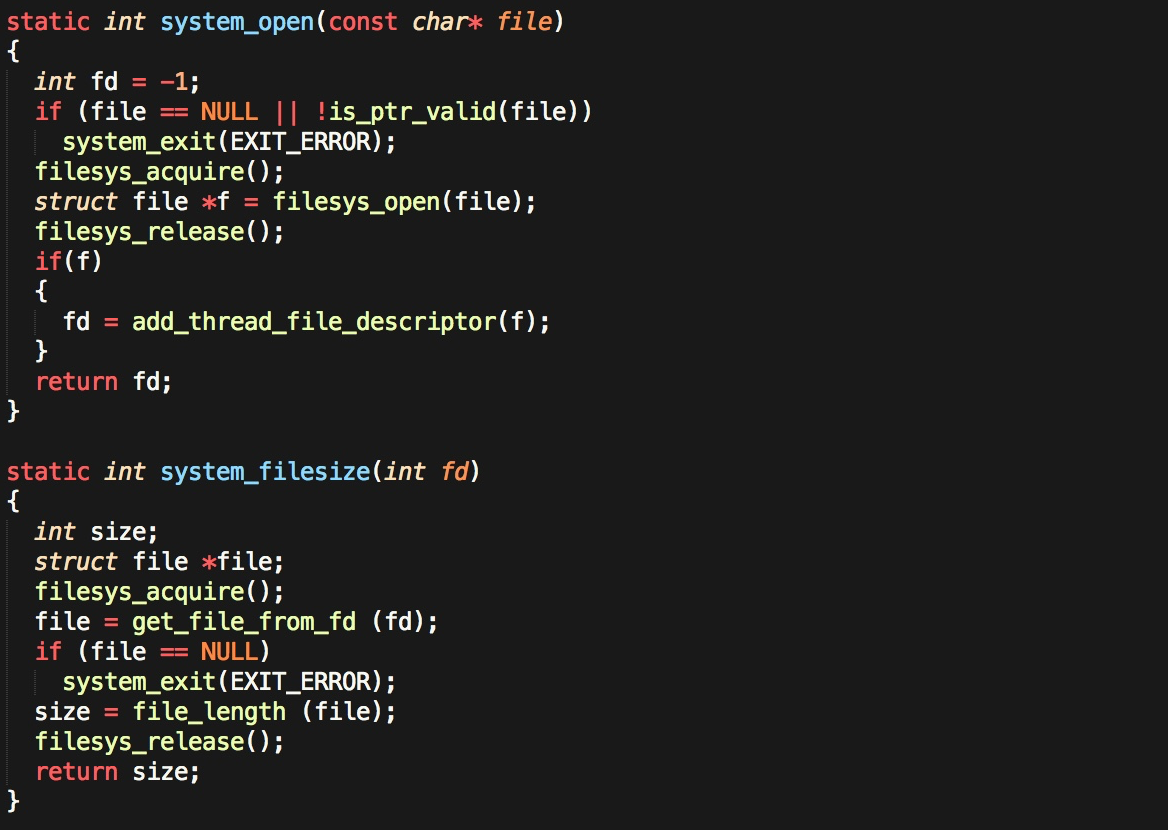 static int system_open(const char* file)
{
  int fd = -1;
  if (file == NULL || !is_ptr_valid(file))
    system_exit(EXIT_ERROR);
  filesys_acquire();
  struct file *f = filesys_open(file);
  filesys_release();
  if(f)
  {
    fd = add_thread_file_descriptor(f);
  }
  return fd;
}

static int system_filesize(int fd)
{
  int size;
  struct file *file;
  filesys_acquire();
  file = get_file_from_fd (fd);
  if (file == NULL)
    system_exit(EXIT_ERROR);
  size = file_length (file);
  filesys_release();
  return size;
}